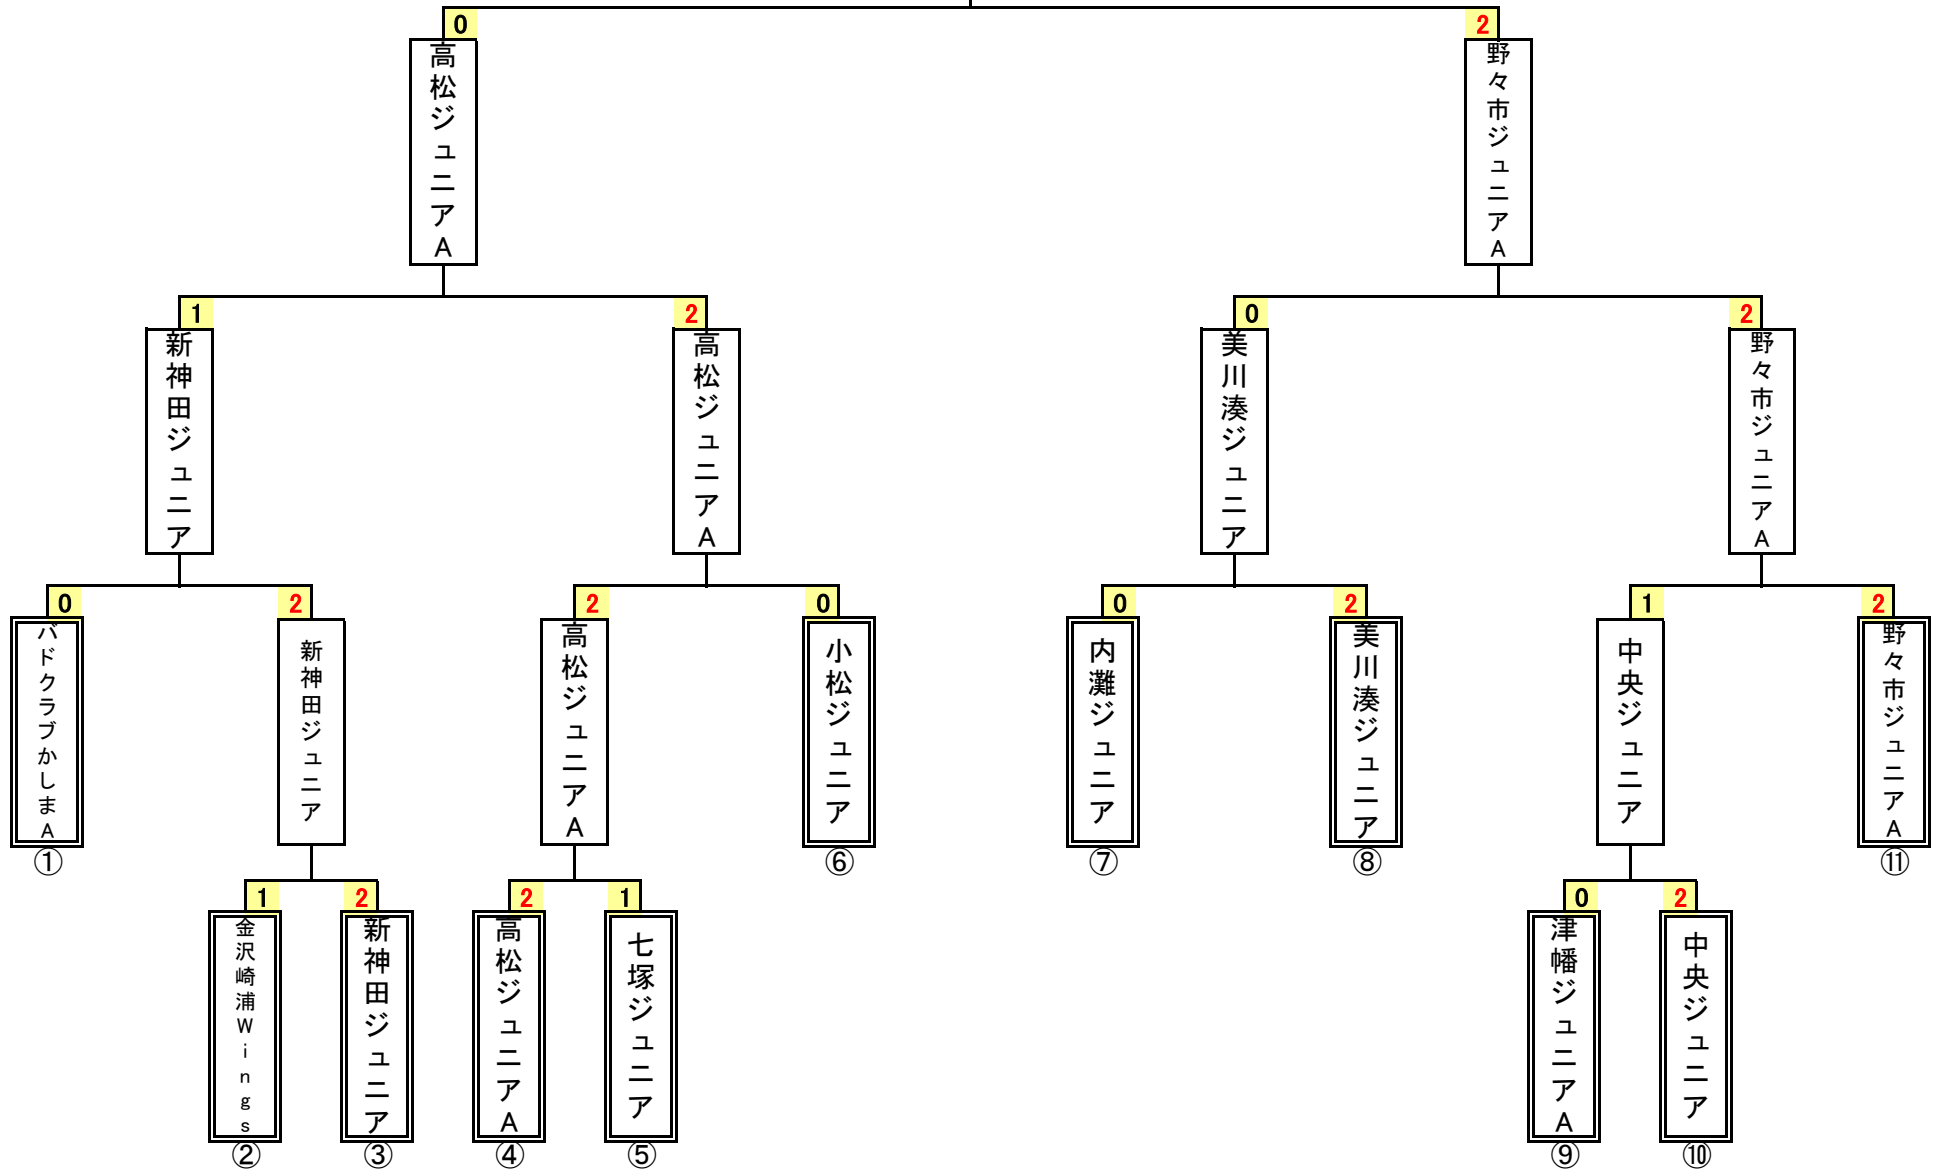 0
2
高松ジュニアA
野々市ジュニアA
1
2
0
2
新神田ジュニア
高松ジュニアA
美川湊ジュニア
野々市ジュニアA
0
2
2
0
0
2
1
2
バドクラブかしまA
新神田ジュニア
高松ジュニアA
小松ジュニア
内灘ジュニア
美川湊ジュニア
中央ジュニア
野々市ジュニアA
①
⑥
⑦
⑧
⑪
1
2
2
1
0
2
金沢崎浦Wings
新神田ジュニア
高松ジュニアA
七塚ジュニア
津幡ジュニアA
中央ジュニア
②
③
④
⑤
⑨
⑩